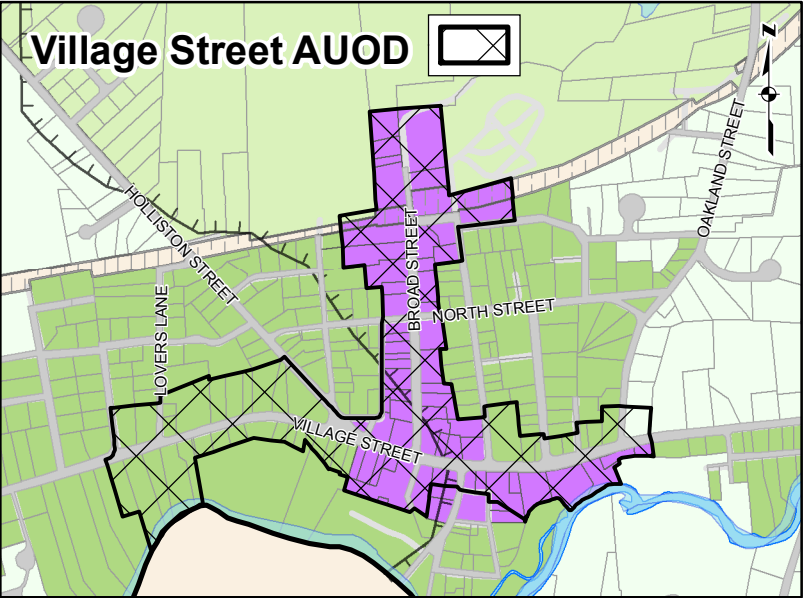 Village Street AUOD
N
OAKLAND STREET
HOLLISTON STREET
BROAD STREET
LOVERS LANE
NORTH STREET
VILLAGE STREET